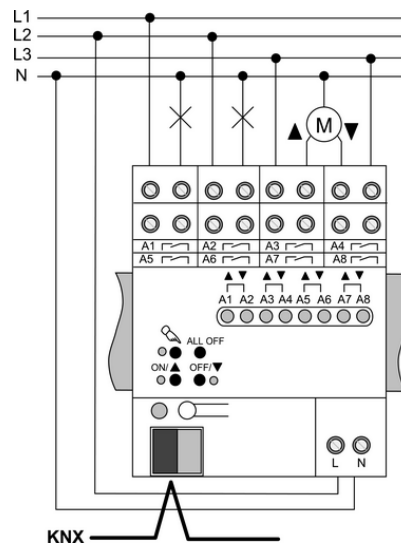 L1
L2
L3
N
▲ M ▼
A1 A2 A3 A4
A5 A6 A7 A8
▲ ▼ ▲ ▼ ▲ ▼ ▲ ▼
A1 A2 A3 A4 A5 A6 A7 A8
ALL OFF
ON/▲ OFF/▼
L N
KNX